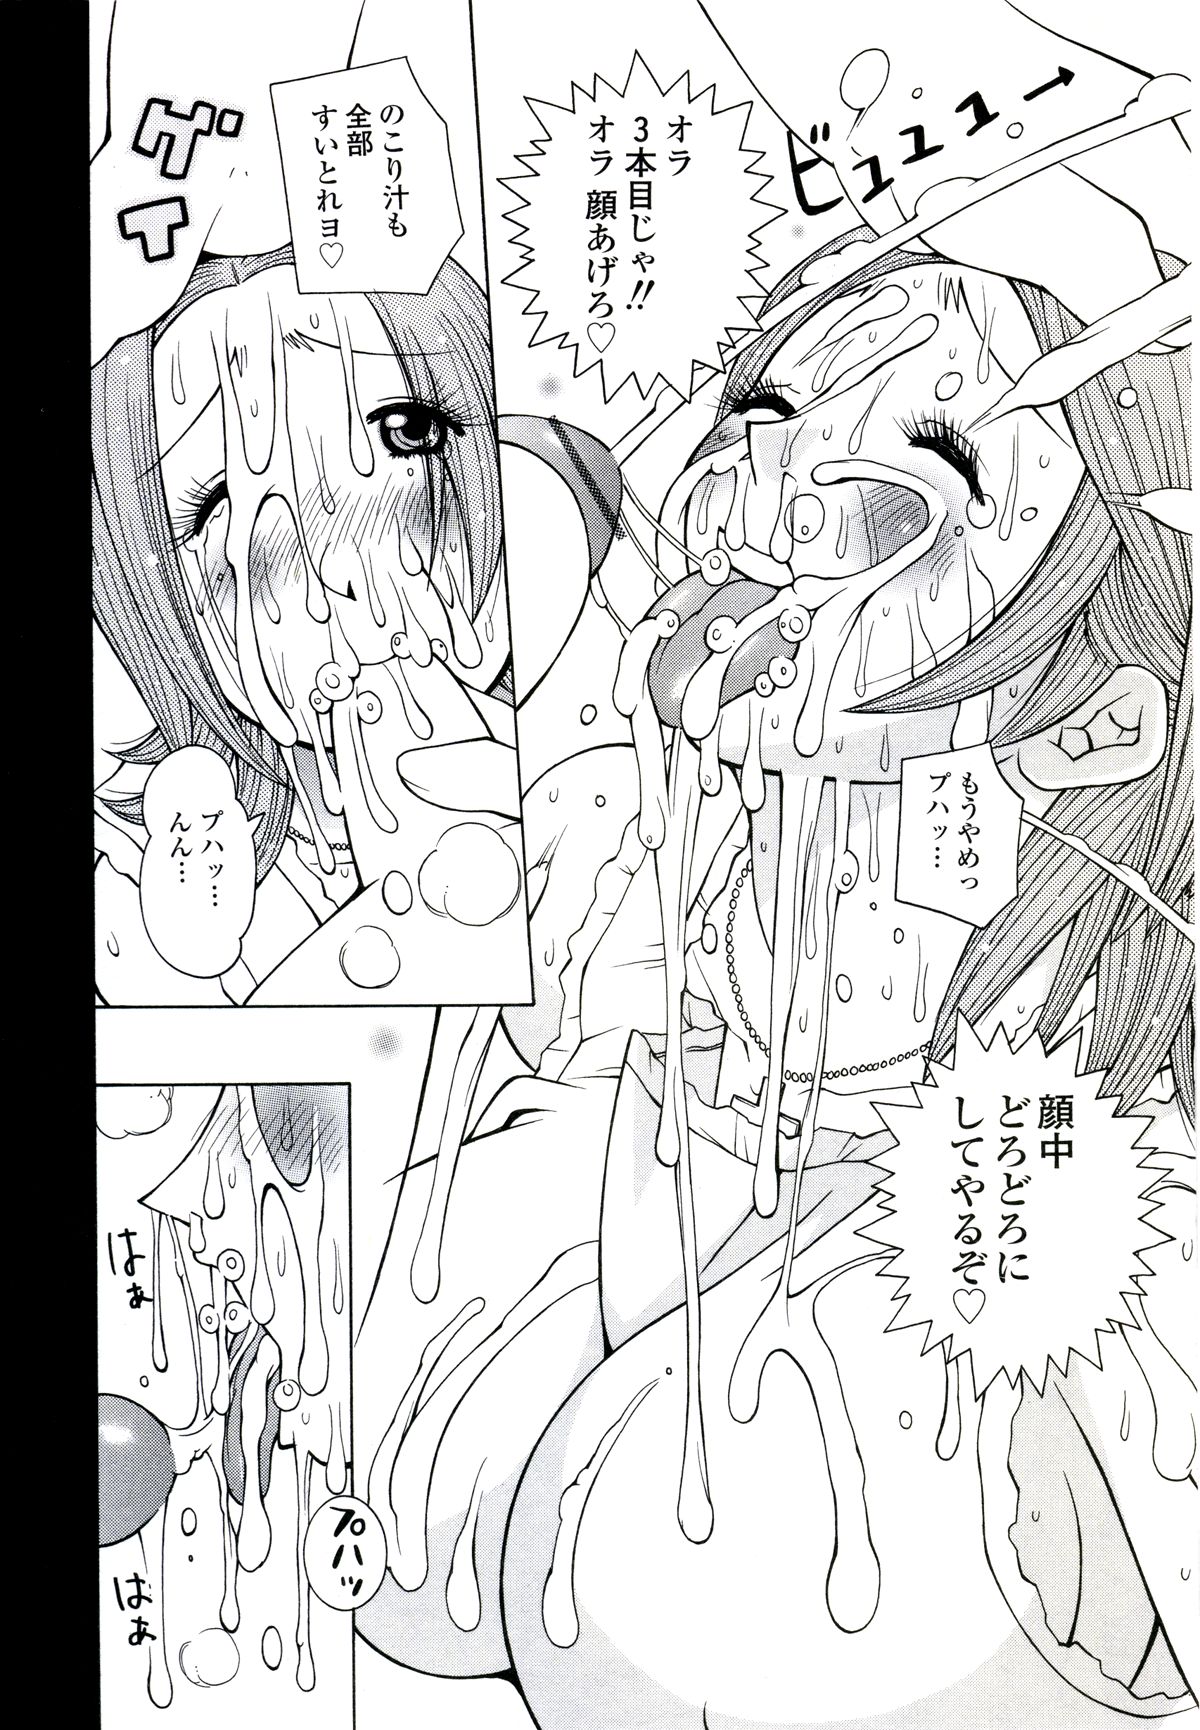 ビュユユー→
オラ
3本目じゃ!!
オラ 顔あげろ♡
もうやめっ
プハッ…
顔中
どろどろに
してやるぞ♡
のこり汁も
全部
すいとれヨ♡
グイ
プハッ…
んん…
はぁ
はぁ
プハッ